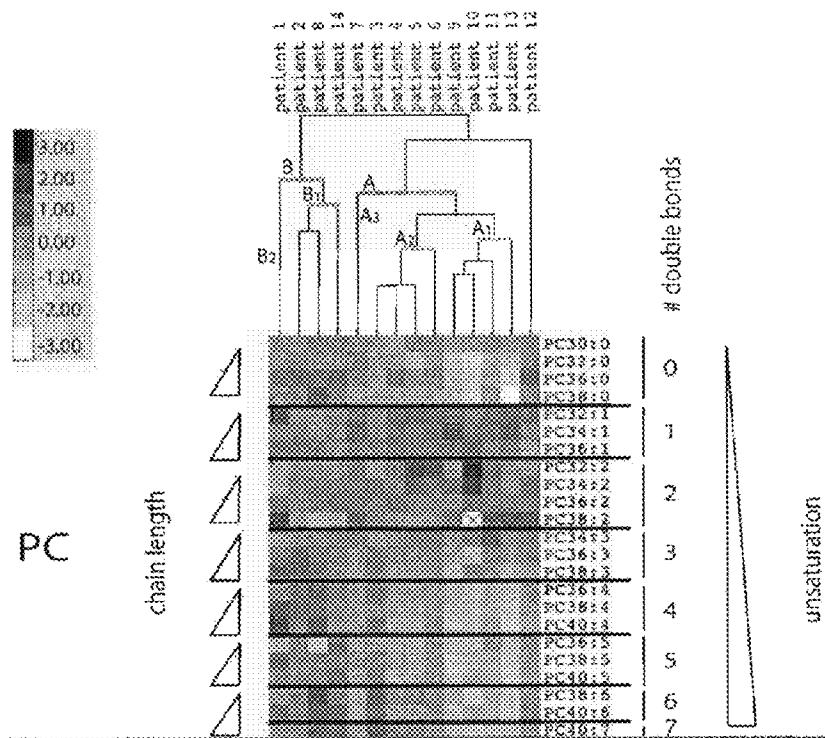 patient 1
patient 2
patient 8
patient 14
patient 7
patient 3
patient 4
patient 5
patient 6
patient 9
patient 10
patient 11
patient 13
patient 12
3.00
2.00
1.00
0.00
-1.00
-2.00
-3.00
B
B1
B2
A
A3
A2
A1
# double bonds
PC30:0
PC32:0
PC36:0
PC38:0
0
PC32:1
PC34:1
PC36:1
1
PC32:2
PC34:2
PC36:2
PC38:2
2
PC34:3
PC36:3
PC38:3
3
PC36:4
PC38:4
PC40:4
4
PC36:5
PC38:5
PC40:5
5
PC38:6
PC40:6
6
PC40:7
7
PC
chain length
unsaturation